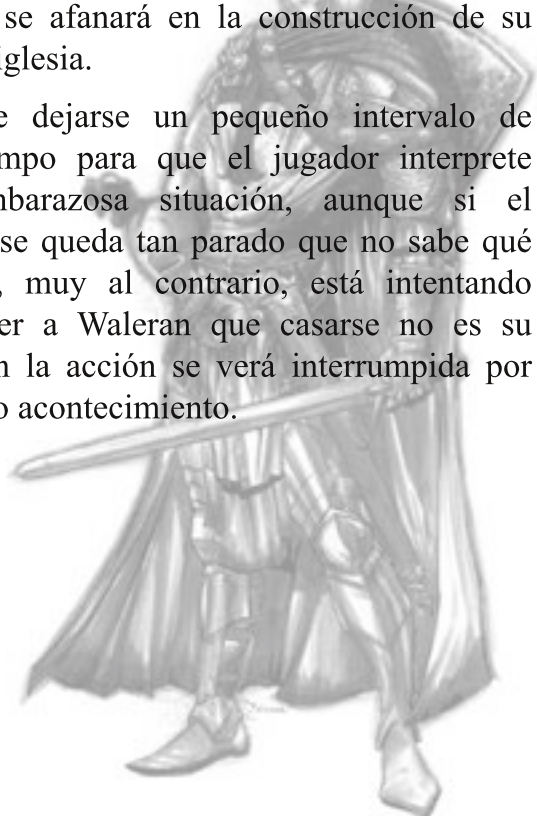 se afanará en la construcción de su
iglesia.
e dejarse un pequeño intervalo de
mpo para que el jugador interprete
mbarazosa situación, aunque si el
se queda tan parado que no sabe qué
, muy al contrario, está intentando
er a Waleran que casarse no es su
n la acción se verá interrumpida por
o acontecimiento.